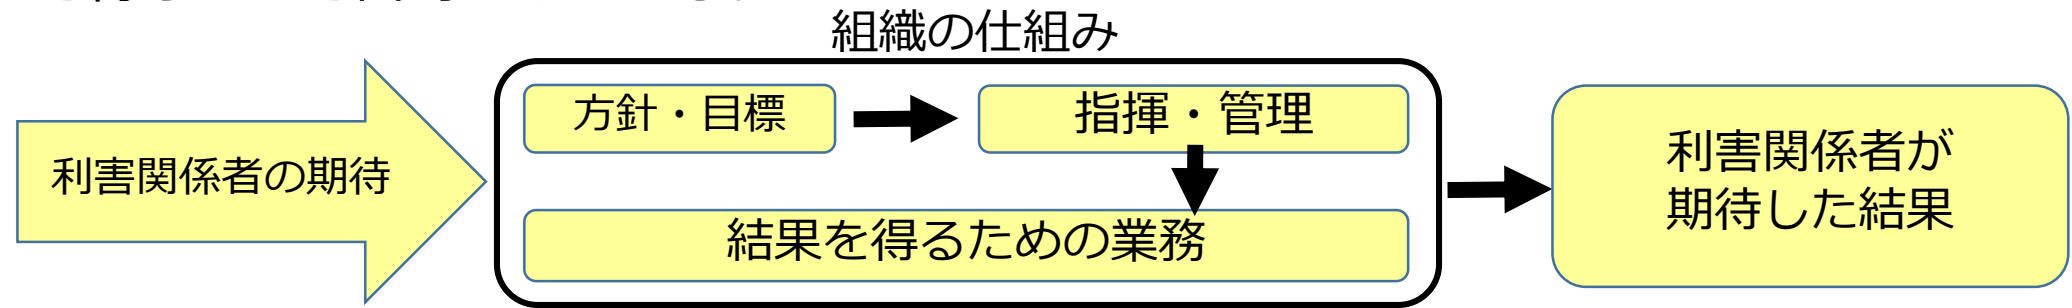 組織の仕組み
利害関係者の期待
方針・目標
指揮・管理
結果を得るための業務
利害関係者が
期待した結果